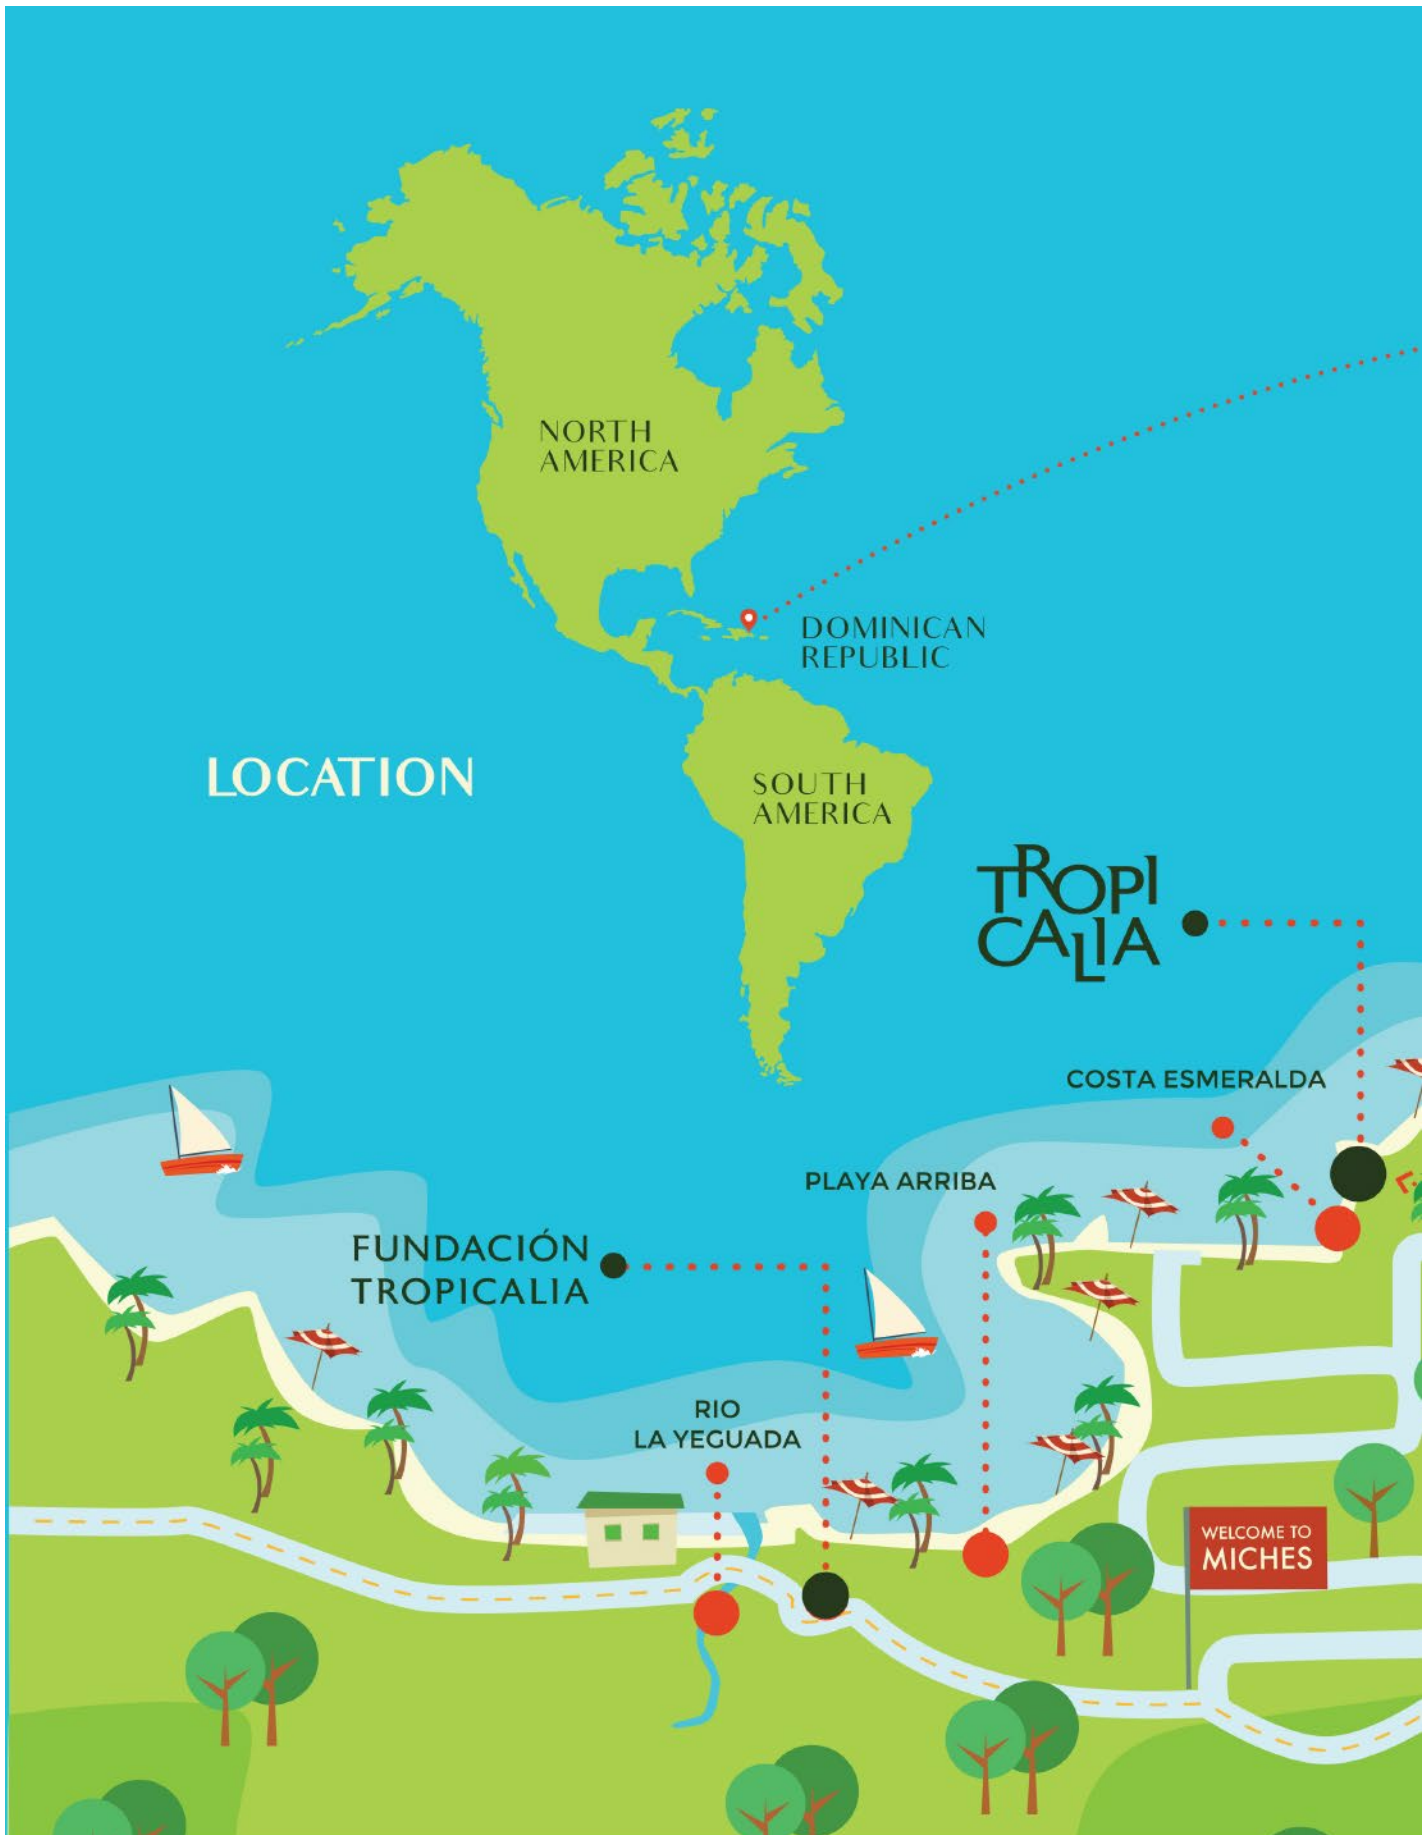 NORTH
AMERICA
DOMINICAN
REPUBLIC
LOCATION
SOUTH
AMERICA
TROPI
CALIA
COSTA ESMERALDA
PLAYA ARRIBA
FUNDACIÓN
TROPICALIA
RIO
LA YEGUADA
WELCOME TO
MICHES